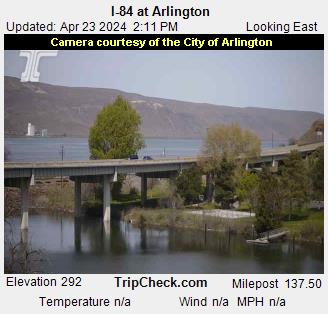 I-84 at Arlington
Updated: Apr 23 2024 2:11 PM Looking East
Camera courtesy of the City of Arlington
Elevation 292 TripCheck.com Milepost 137.50
Temperature n/a Wind n/a MPH n/a